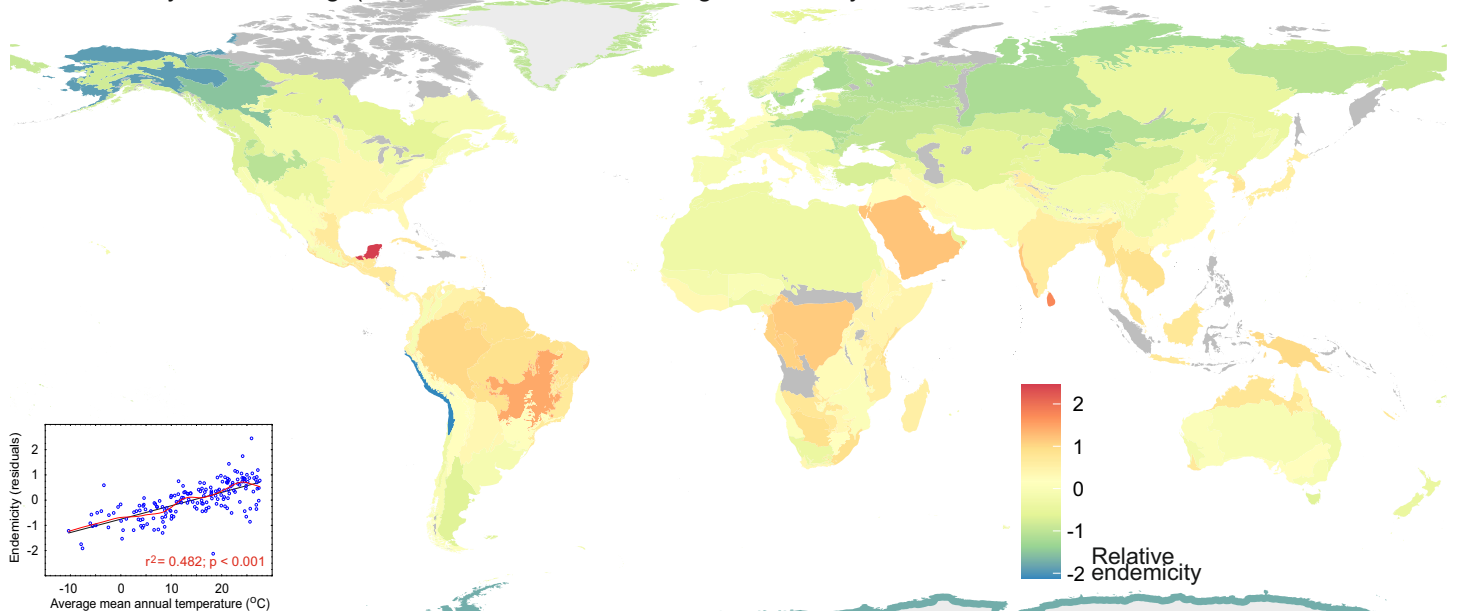 2
1
0
-1
-2
Relative
endemicity
Endemicity (residuals)
2
1
0
-1
-2
r2= 0.482; p < 0.001
-10 0 10 20
Average mean annual temperature (oC)